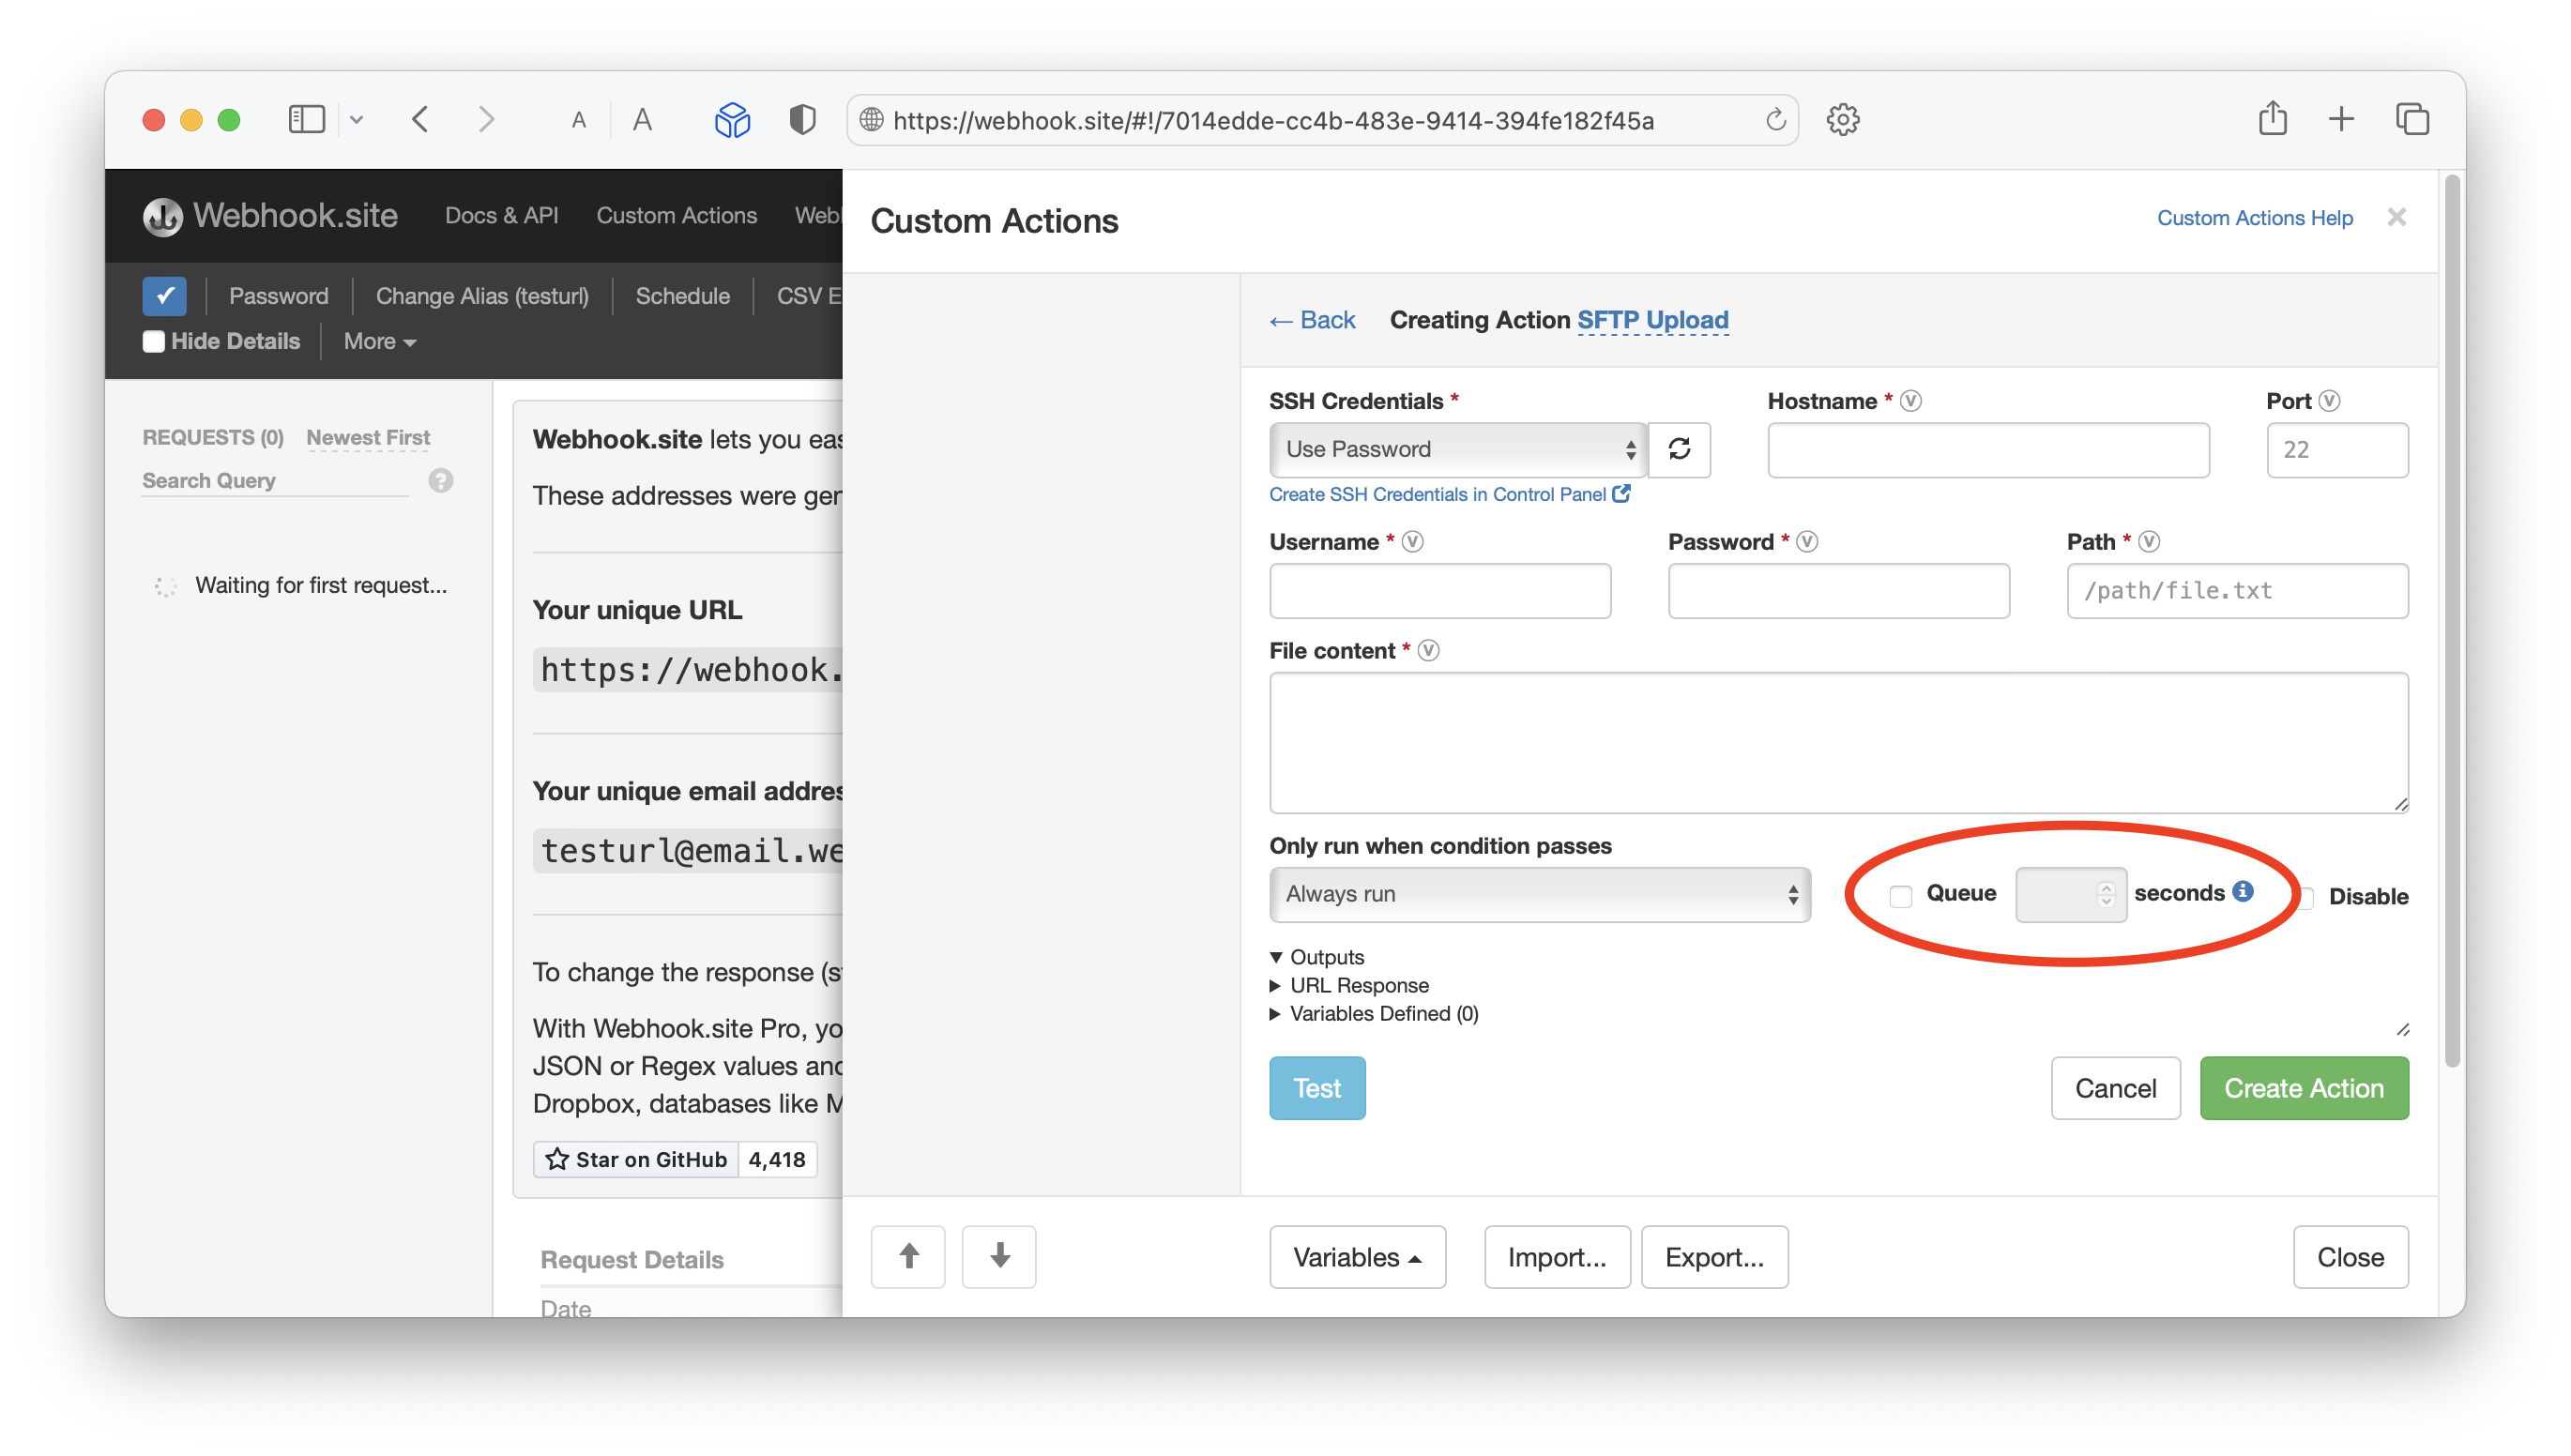 A A https://webhook.site/#!/7014edde-cc4b-483e-9414-394fe182f45a
Webhook.site Docs & API Custom Actions Web
Password Change Alias (testurl) Schedule CSV E
Hide Details More
REQUESTS (0) Newest First
Search Query ?
Waiting for first request...
Webhook.site lets you eas
These addresses were ger
Your unique URL
https://webhook.
Your unique email addres
testurl@email.we
To change the response (s
With Webhook.site Pro, yo
JSON or Regex values and
Dropbox, databases like M
Star on GitHub 4,418
Request Details
Date
Custom Actions
Custom Actions Help ×
← Back Creating Action SFTP Upload
SSH Credentials * Hostname * V Port V
Use Password 22
Create SSH Credentials in Control Panel
Username * V Password * V Path * V
/path/file.txt
File content * V
Only run when condition passes
Always run Queue seconds i Disable
▼ Outputs
▶ URL Response
▶ Variables Defined (0)
Test Cancel Create Action
Variables Import... Export... Close